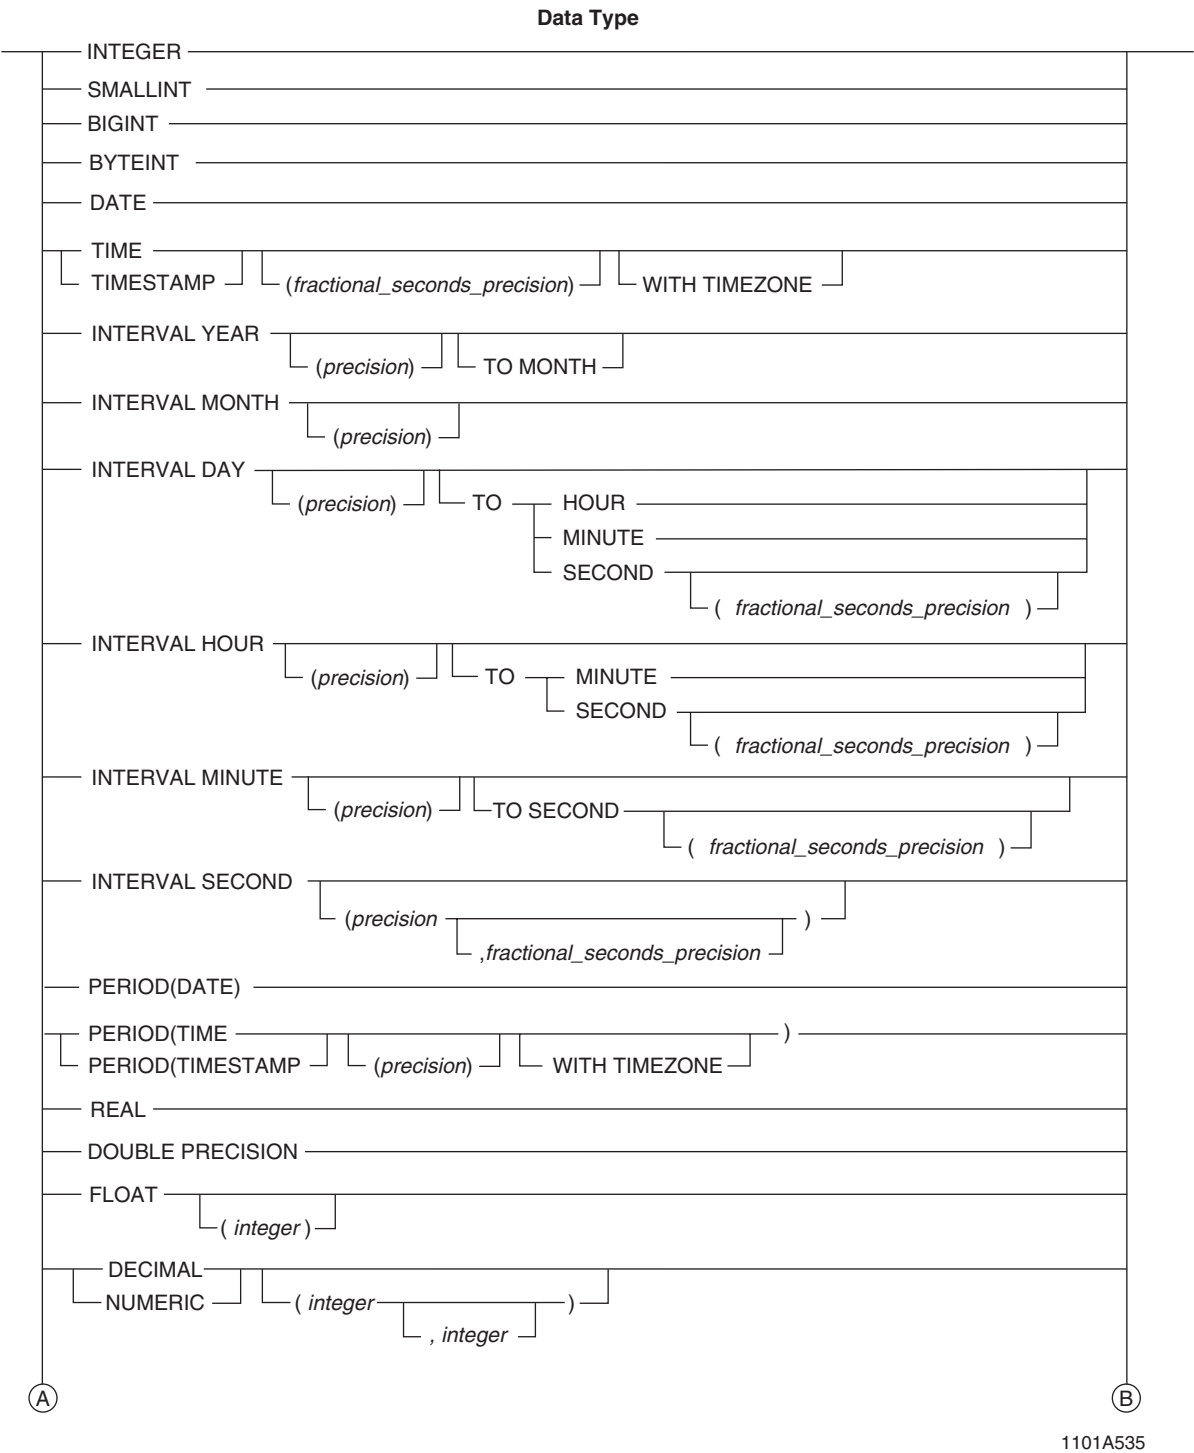 Data Type
INTEGER
SMALLINT
BIGINT
BYTEINT
DATE
TIME
TIMESTAMP (fractional_seconds_precision) WITH TIMEZONE
INTERVAL YEAR
(precision) TO MONTH
INTERVAL MONTH
(precision)
INTERVAL DAY
(precision) TO HOUR
MINUTE
SECOND
( fractional_seconds_precision )
INTERVAL HOUR
(precision) TO MINUTE
SECOND
( fractional_seconds_precision )
INTERVAL MINUTE
(precision) TO SECOND
( fractional_seconds_precision )
INTERVAL SECOND
(precision )
,fractional_seconds_precision
PERIOD(DATE)
PERIOD(TIME )
PERIOD(TIMESTAMP (precision) WITH TIMEZONE
REAL
DOUBLE PRECISION
FLOAT
( integer )
DECIMAL
NUMERIC ( integer )
, integer
A B
1101A535